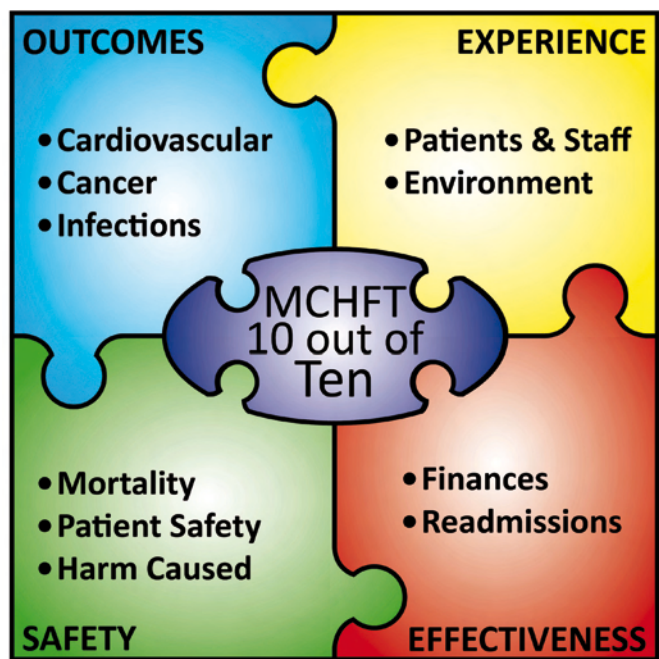 OUTCOMES
• Cardiovascular
• Cancer
• Infections
EXPERIENCE
• Patients & Staff
• Environment
MCHFT
10 out of
Ten
• Mortality
• Patient Safety
• Harm Caused
SAFETY
• Finances
• Readmissions
EFFECTIVENESS